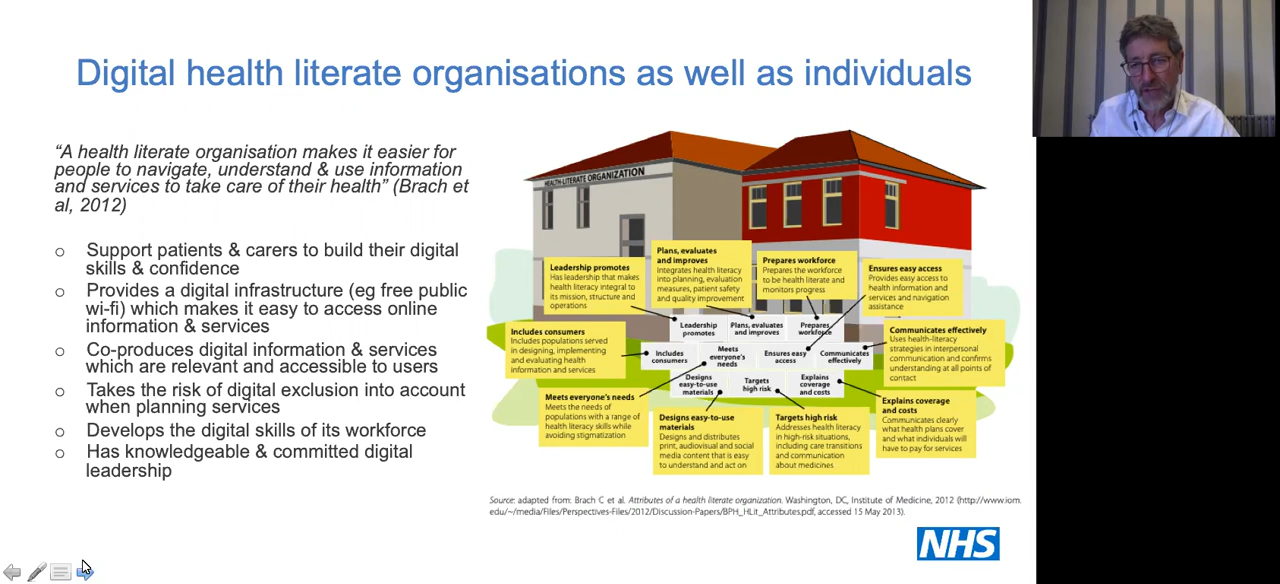 Digital health literate organisations as well as individuals
“A health literate organisation makes it easier for
people to navigate, understand & use information
and services to take care of their health” (Brach et
al, 2012)
o Support patients & carers to build their digital
skills & confidence
o Provides a digital infrastructure (eg free public
wi-fi) which makes it easy to access online
information & services
o Co-produces digital information & services
which are relevant and accessible to users
o Takes the risk of digital exclusion into account
when planning services
o Develops the digital skills of its workforce
o Has knowledgeable & committed digital
leadership
HEALTH-LITERATE ORGANIZATION
Leadership promotes
Has leadership that makes
health literacy integral to
its mission, structure and
operations
Plans, evaluates
and improves
Integrates health literacy
into planning, evaluation
measures, patient safety
and quality improvement
Prepares workforce
Prepares the workforce
to be health literate and
monitors progress
Ensures easy access
Provides easy access to
health information and
services and navigation
assistance
Includes consumers
Includes populations served
in designing, implementing
and evaluating health
information and services
Leadership
promotes
Plans, evaluates
and improves
Prepares
workforce
Includes
consumers
Meets
everyone's
needs
Ensures easy
access
Communicates
effectively
Designs
easy-to-use
materials
Targets
high risk
Explains
coverage
and costs
Communicates effectively
Uses health-literacy
strategies in interpersonal
communication and confirms
understanding at all points of
contact
Meets everyone's needs
Meets the needs of
populations with a range of
health literacy skills while
avoiding stigmatization
Designs easy-to-use
materials
Designs and distributes
print, audiovisual and social
media content that is easy
to understand and act on
Targets high risk
Addresses health literacy
in high-risk situations,
including care transitions
and communication
about medicines
Explains coverage
and costs
Communicates clearly
what health plans cover
and what individuals will
have to pay for services
Source: adapted from: Brach C et al. Attributes of a health literate organization. Washington, DC, Institute of Medicine, 2012 (http://www.iom.
edu/~/media/Files/Perspectives-Files/2012/Discussion-Papers/BPH_HLit_Attributes.pdf, accessed 15 May 2013).
NHS